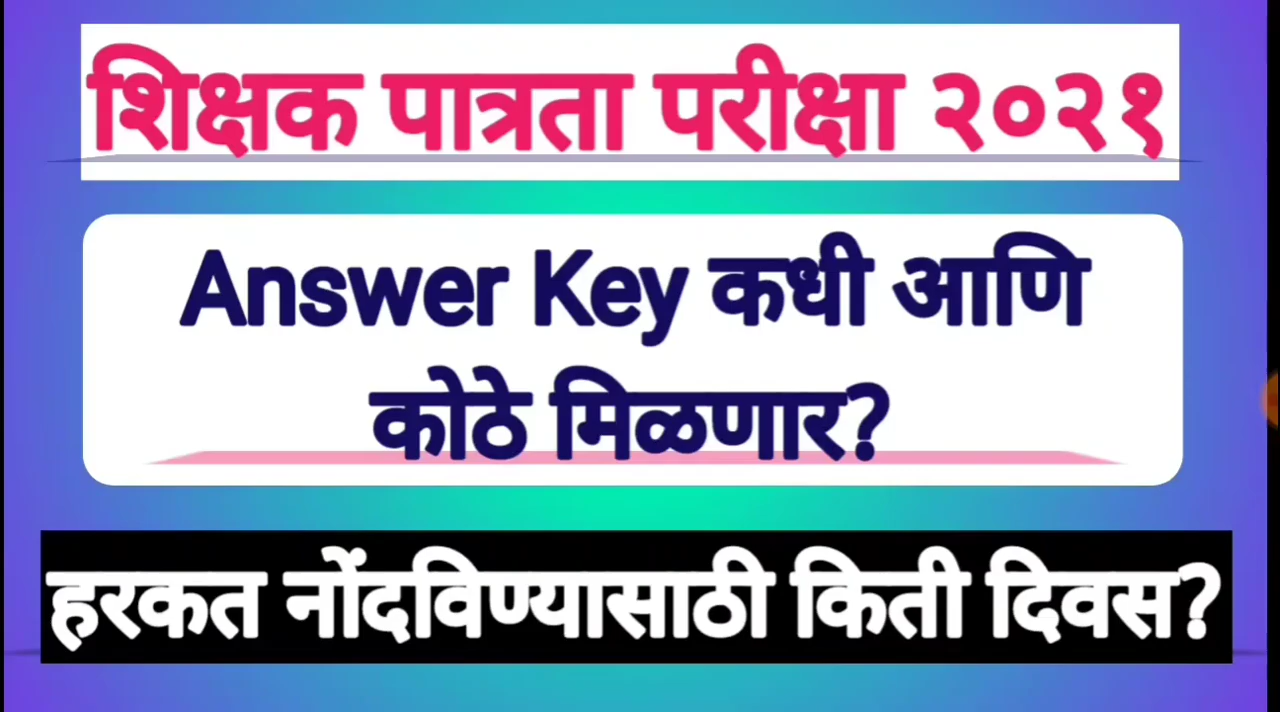 शिक्षक पात्रता परीक्षा २०२१
Answer Key कधी आणि
कोठे मिळणार?
हरकत नोंदविण्यासाठी किती दिवस?